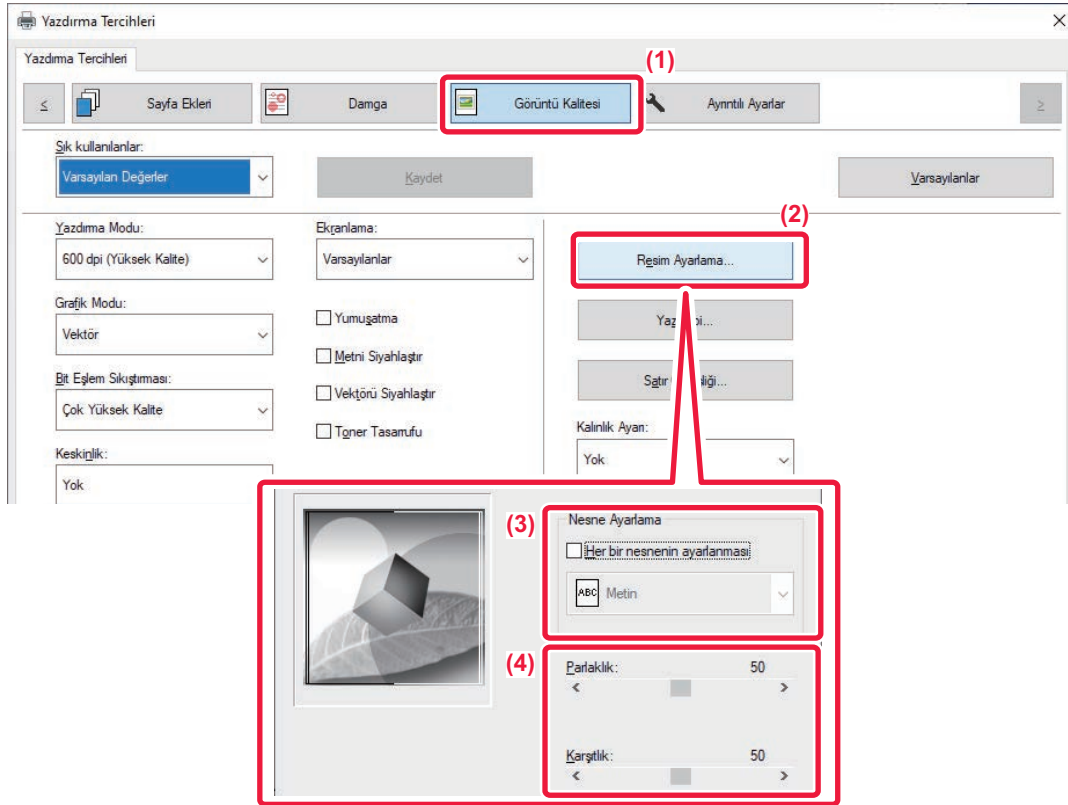 Yazdırma Tercihleri
Yazdırma Tercihleri
(1)
< Sayfa Ekleri Damga Görüntü Kalitesi Ayrıntılı Ayarlar >
Sık kullanılanlar:
Varsayılan Değerler Kaydet Varsayılanlar
(2)
Yazdırma Modu: Ekranlama:
600 dpi (Yüksek Kalite) Varsayılanlar Resim Ayarlama...
Grafik Modu:
Vektör Yumuşatma
Metni Siyahlaştır
Bit Eşlem Sıkıştırması:
Vektörü Siyahlaştır
Çok Yüksek Kalite
Toner Tasarrufu Kalınlık Ayarı:
Keskinlik:
Yok Yok
(3) Nesne Ayarlama
Her bir nesnenin ayarlanması
ABC Metin
(4) Parlaklık: 50
< >
Karşıtlık: 50
< >